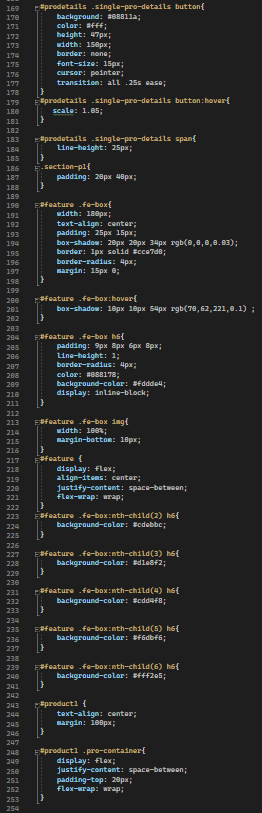 169 #prodetails .single-pro-details button{
170 background: #08811a;
171 color: #fff;
172 height: 47px;
173 width: 150px;
174 border: none;
175 font-size: 15px;
176 cursor: pointer;
177 transition: all .25s ease;
178 }
179 #prodetails .single-pro-details button:hover{
180 scale: 1.05;
181 }
182
183 #prodetails .single-pro-details span{
184 line-height: 25px;
185 }
186 .section-p1{
187 padding: 20px 40px;
188 }
189
190 #feature .fe-box{
191 width: 180px;
192 text-align: center;
193 padding: 25px 15px;
194 box-shadow: 20px 20px 34px rgb(0,0,0,0.03);
195 border: 1px solid #cce7d0;
196 border-radius: 4px;
197 margin: 15px 0;
198 }
199
200 #feature .fe-box:hover{
201 box-shadow: 10px 10px 54px rgb(70,62,221,0.1) ;
202 }
203
204 #feature .fe-box h6{
205 padding: 9px 8px 6px 8px;
206 line-height: 1;
207 border-radius: 4px;
208 color: #088178;
209 background-color: #fddde4;
210 display: inline-block;
211 }
212
213 #feature .fe-box img{
214 width: 100%;
215 margin-bottom: 10px;
216 }
217 #feature {
218 display: flex;
219 align-items: center;
220 justify-content: space-between;
221 flex-wrap: wrap;
222 }
223 #feature .fe-box:nth-child(2) h6{
224 background-color: #cdebbc;
225 }
226
227 #feature .fe-box:nth-child(3) h6{
228 background-color: #d1e8f2;
229 }
230
231 #feature .fe-box:nth-child(4) h6{
232 background-color: #cdd4f8;
233 }
234
235 #feature .fe-box:nth-child(5) h6{
236 background-color: #f6dbf6;
237 }
238
239 #feature .fe-box:nth-child(6) h6{
240 background-color: #fff2e5;
241 }
242
243 #product1 {
244 text-align: center;
245 margin: 100px;
246 }
247
248 #product1 .pro-container{
249 display: flex;
250 justify-content: space-between;
251 padding-top: 20px;
252 flex-wrap: wrap;
253 }
254